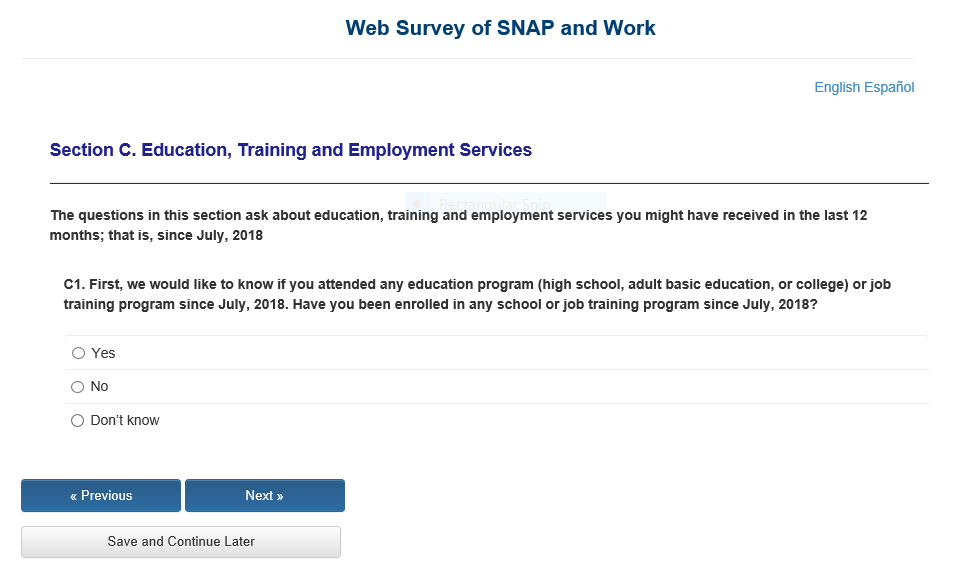 Web Survey of SNAP and Work
English Español
Section C. Education, Training and Employment Services
Rectangular Snip
The questions in this section ask about education, training and employment services you might have received in the last 12
months; that is, since July, 2018
C1. First, we would like to know if you attended any education program (high school, adult basic education, or college) or job
training program since July, 2018. Have you been enrolled in any school or job training program since July, 2018?
Yes
No
Don't know
« Previous
Next »
Save and Continue Later